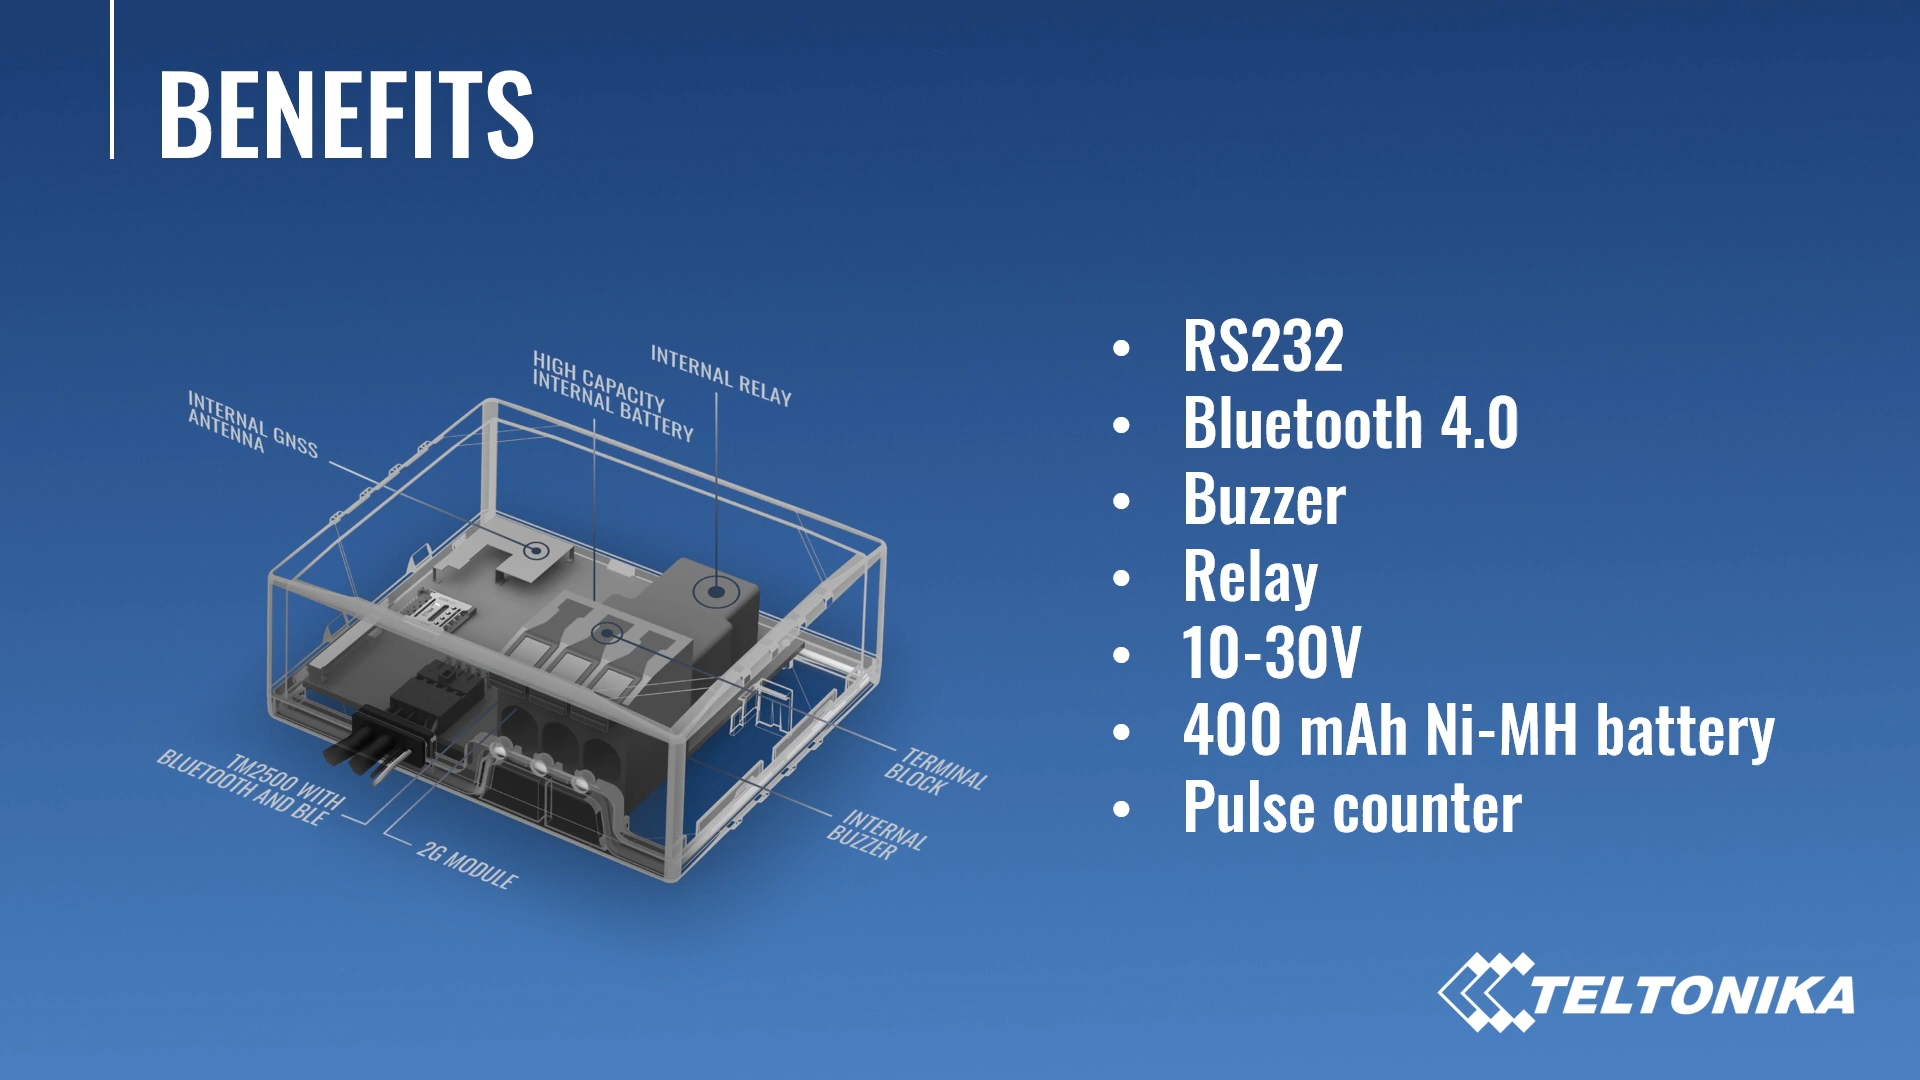 BENEFITS
INTERNAL GNSS
ANTENNA
HIGH CAPACITY
INTERNAL BATTERY
INTERNAL RELAY
TM2500 WITH
BLUETOOTH AND BLE
2G MODULE
TERMINAL
BLOCK
INTERNAL
BUZZER
• RS232
• Bluetooth 4.0
• Buzzer
• Relay
• 10-30V
• 400 mAh Ni-MH battery
• Pulse counter
TELTONIKA